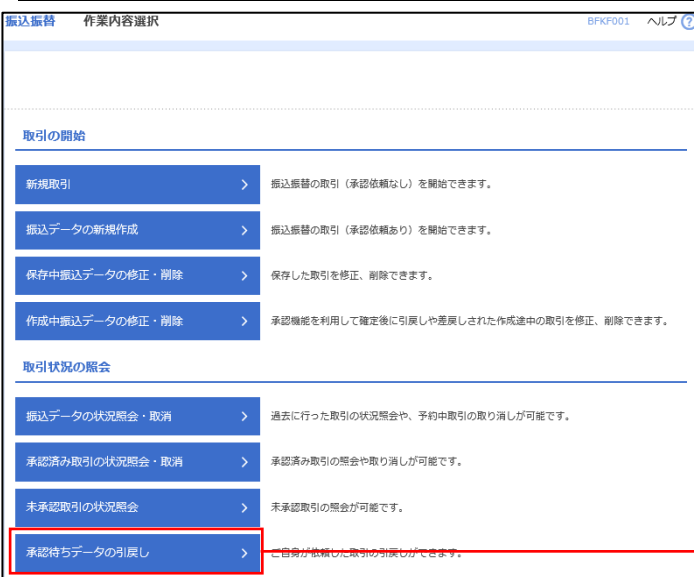 振込振替 作業内容選択 BFKF001 ヘルプ ?
取引の開始
新規取引 > 振込振替の取引（承認依頼なし）を開始できます。
振込データの新規作成 > 振込振替の取引（承認依頼あり）を開始できます。
保存中振込データの修正・削除 > 保存した取引を修正、削除できます。
作成中振込データの修正・削除 > 承認機能を利用して確定後に引戻しや差戻しされた作成途中の取引を修正、削除できます。
取引状況の照会
振込データの状況照会・取消 > 過去に行った取引の状況照会や、予約中取引の取り消しが可能です。
承認済み取引の状況照会・取消 > 承認済み取引の照会や取り消しが可能です。
未承認取引の状況照会 > 未承認取引の照会が可能です。
承認待ちデータの引戻し > ご自身が依頼した取引の引戻しができます。